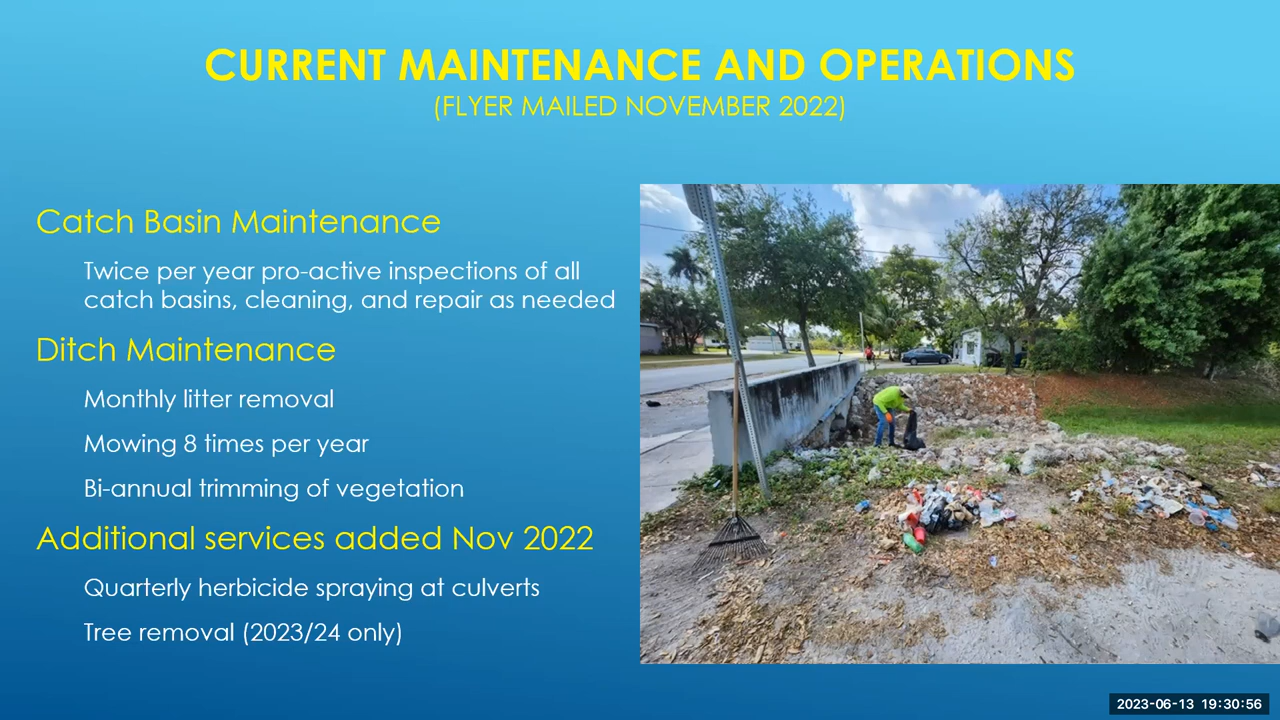 CURRENT MAINTENANCE AND OPERATIONS
(FLYER MAILED NOVEMBER 2022)
Catch Basin Maintenance
Twice per year pro-active inspections of all
catch basins, cleaning, and repair as needed
Ditch Maintenance
Monthly litter removal
Mowing 8 times per year
Bi-annual trimming of vegetation
Additional services added Nov 2022
Quarterly herbicide spraying at culverts
Tree removal (2023/24 only)
2023-06-13 19:30:56